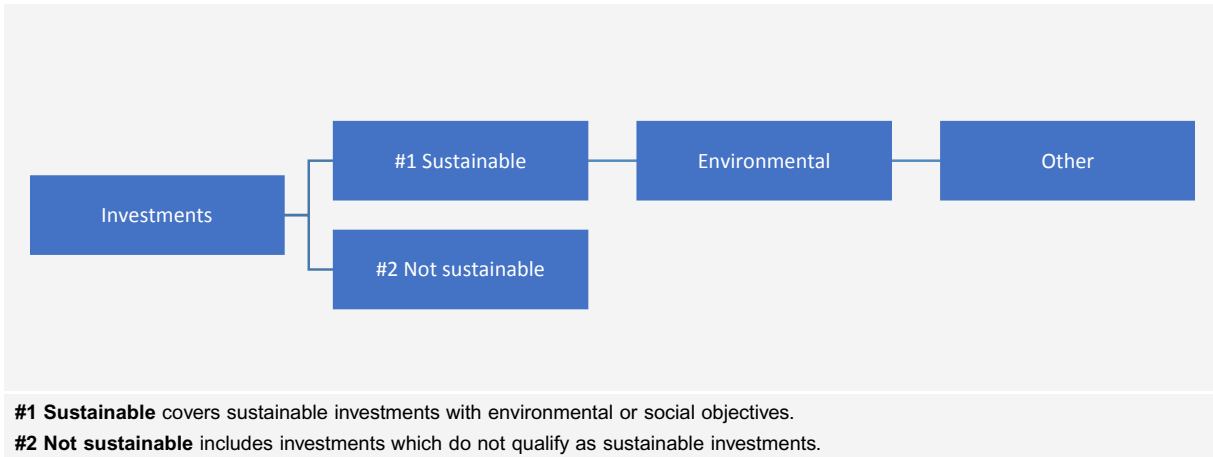 #1 Sustainable
Environmental
Other
Investments
#2 Not sustainable
#1 Sustainable covers sustainable investments with environmental or social objectives.
#2 Not sustainable includes investments which do not qualify as sustainable investments.